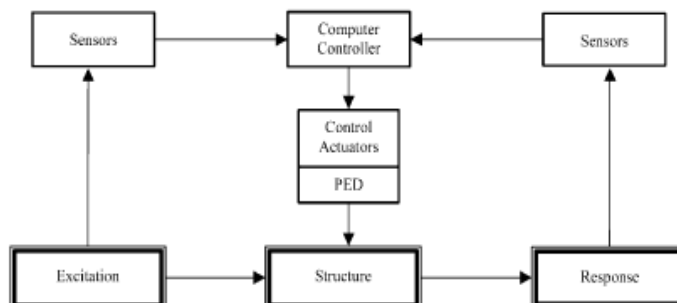 Sensors
Computer
Controller
Sensors
Control
Actuators
PED
Excitation
Structure
Response